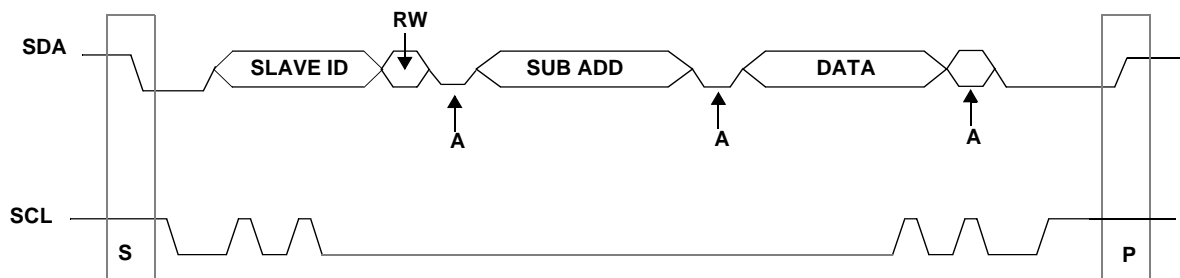 RW
SDA
SLAVE ID
SUB ADD
DATA
A
A
A
SCL
S
P